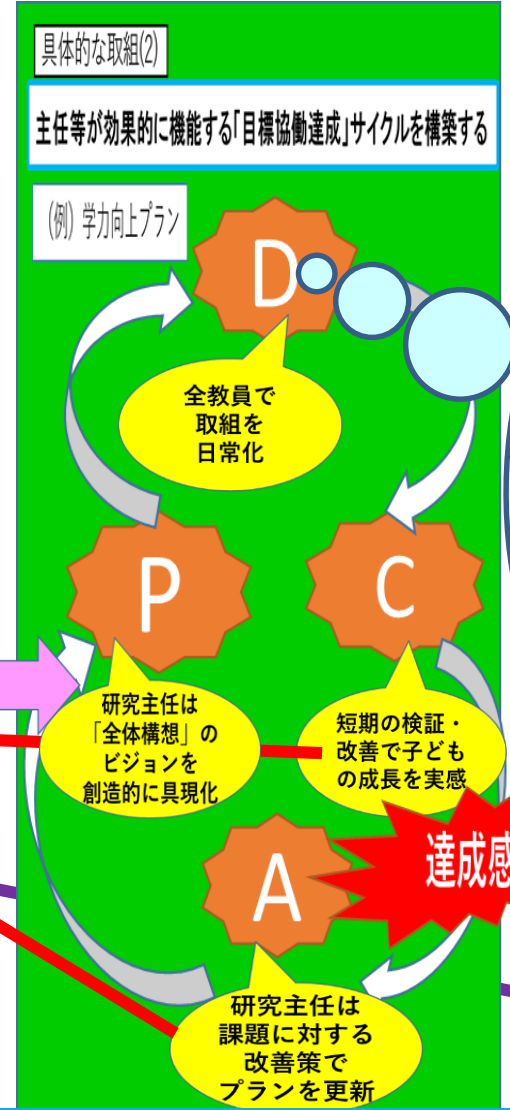 具体的な取組(2)
主任等が効果的に機能する「目標協働達成」サイクルを構築する
(例) 学力向上プラン
D
全教員で
取組を
日常化
P
C
研究主任は
「全体構想」の
ビジョンを
創造的に具現化
短期の検証・
改善で子ども
の成長を実感
達成感
A
研究主任は
課題に対する
改善策で
プランを更新